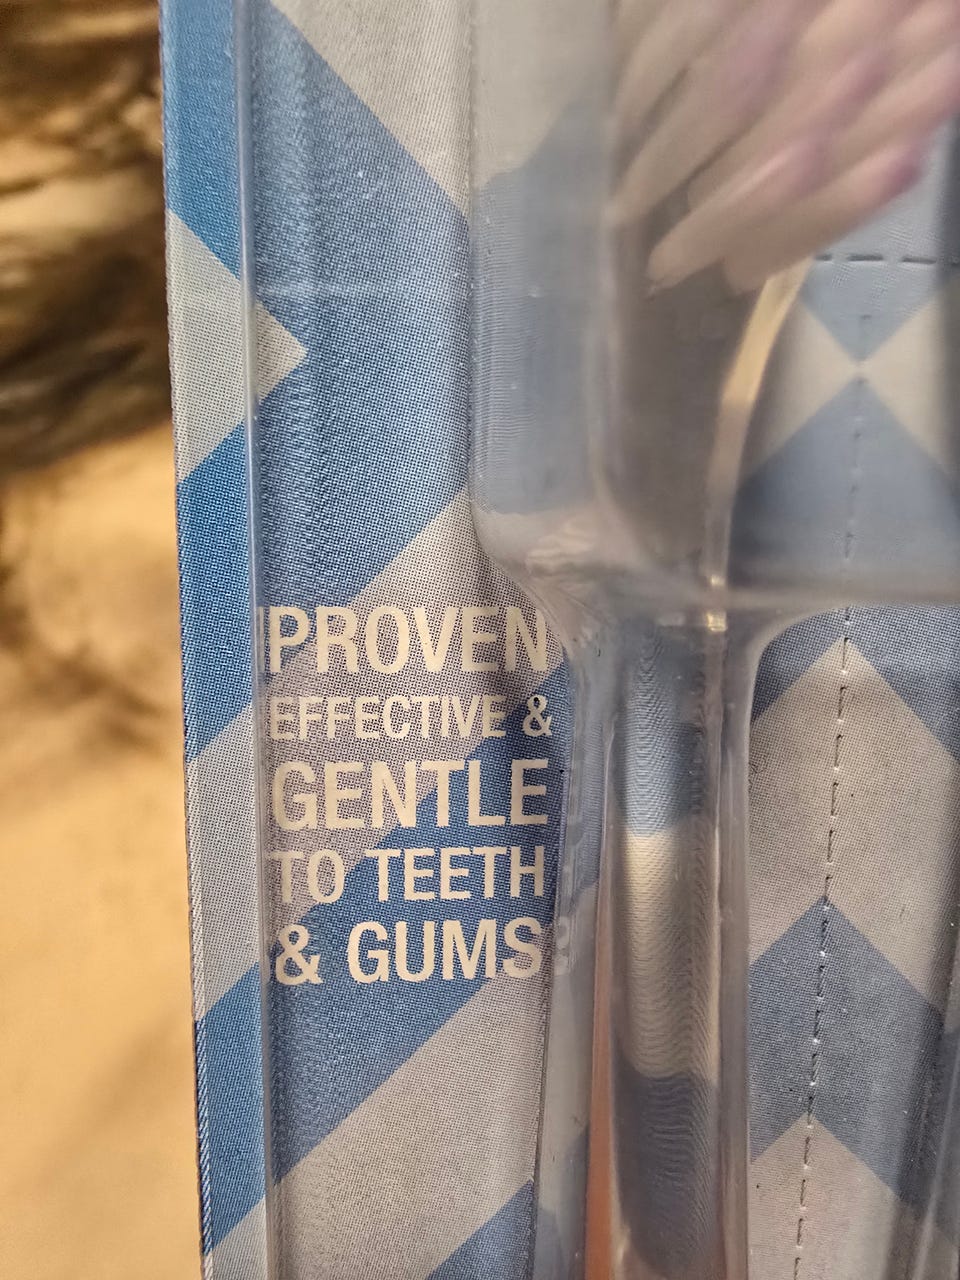 PROVEN
EFFECTIVE &
GENTLE
TO TEETH
& GUMS